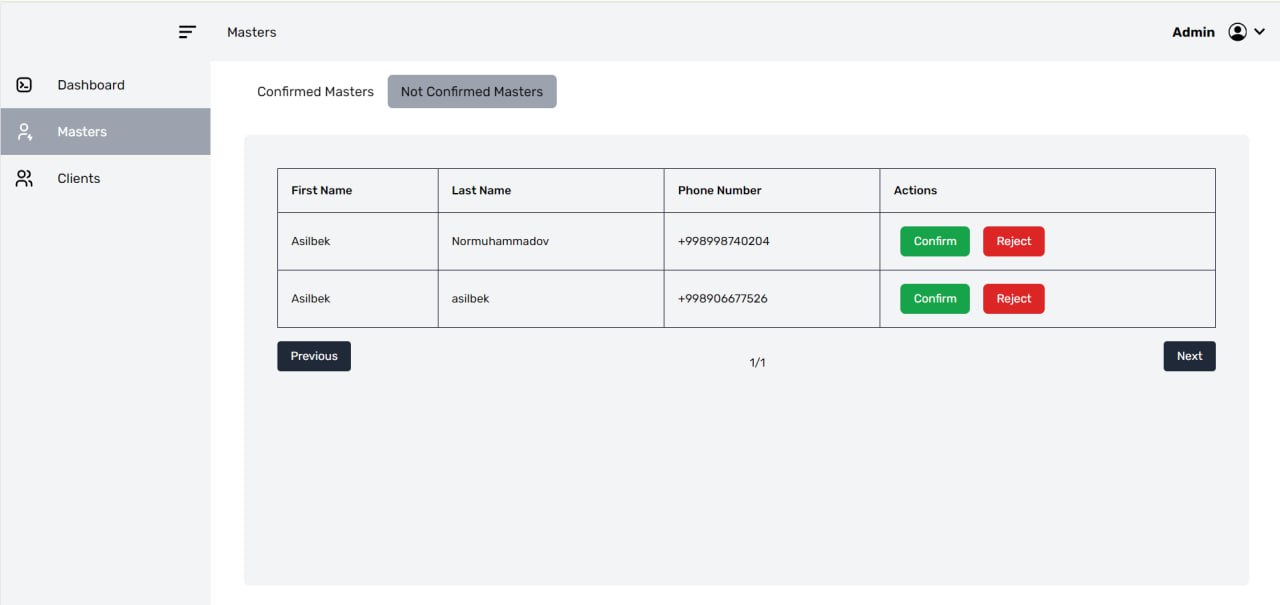 Masters
Admin
Dashboard
Masters
Clients
Confirmed Masters
Not Confirmed Masters
First Name Last Name Phone Number Actions
Asilbek Normuhammadov +998998740204 Confirm Reject
Asilbek asilbek +998906677526 Confirm Reject
Previous 1/1 Next